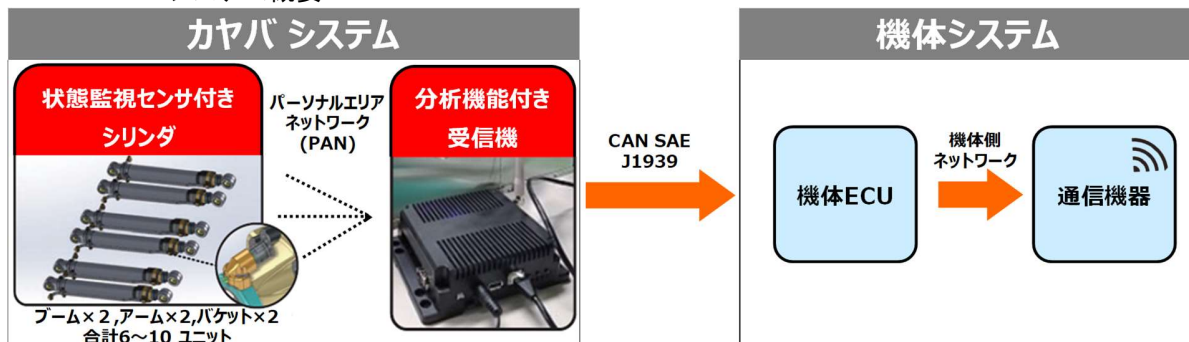 カヤバ システム
状態監視センサ付き
シリンダ
パーソナルエリア
ネットワーク
(PAN)
分析機能付き
受信機
ブーム×２,アーム×2,バケット×2
合計6～10 ユニット
CAN SAE
J1939
機体システム
機体ECU
機体側
ネットワーク
通信機器